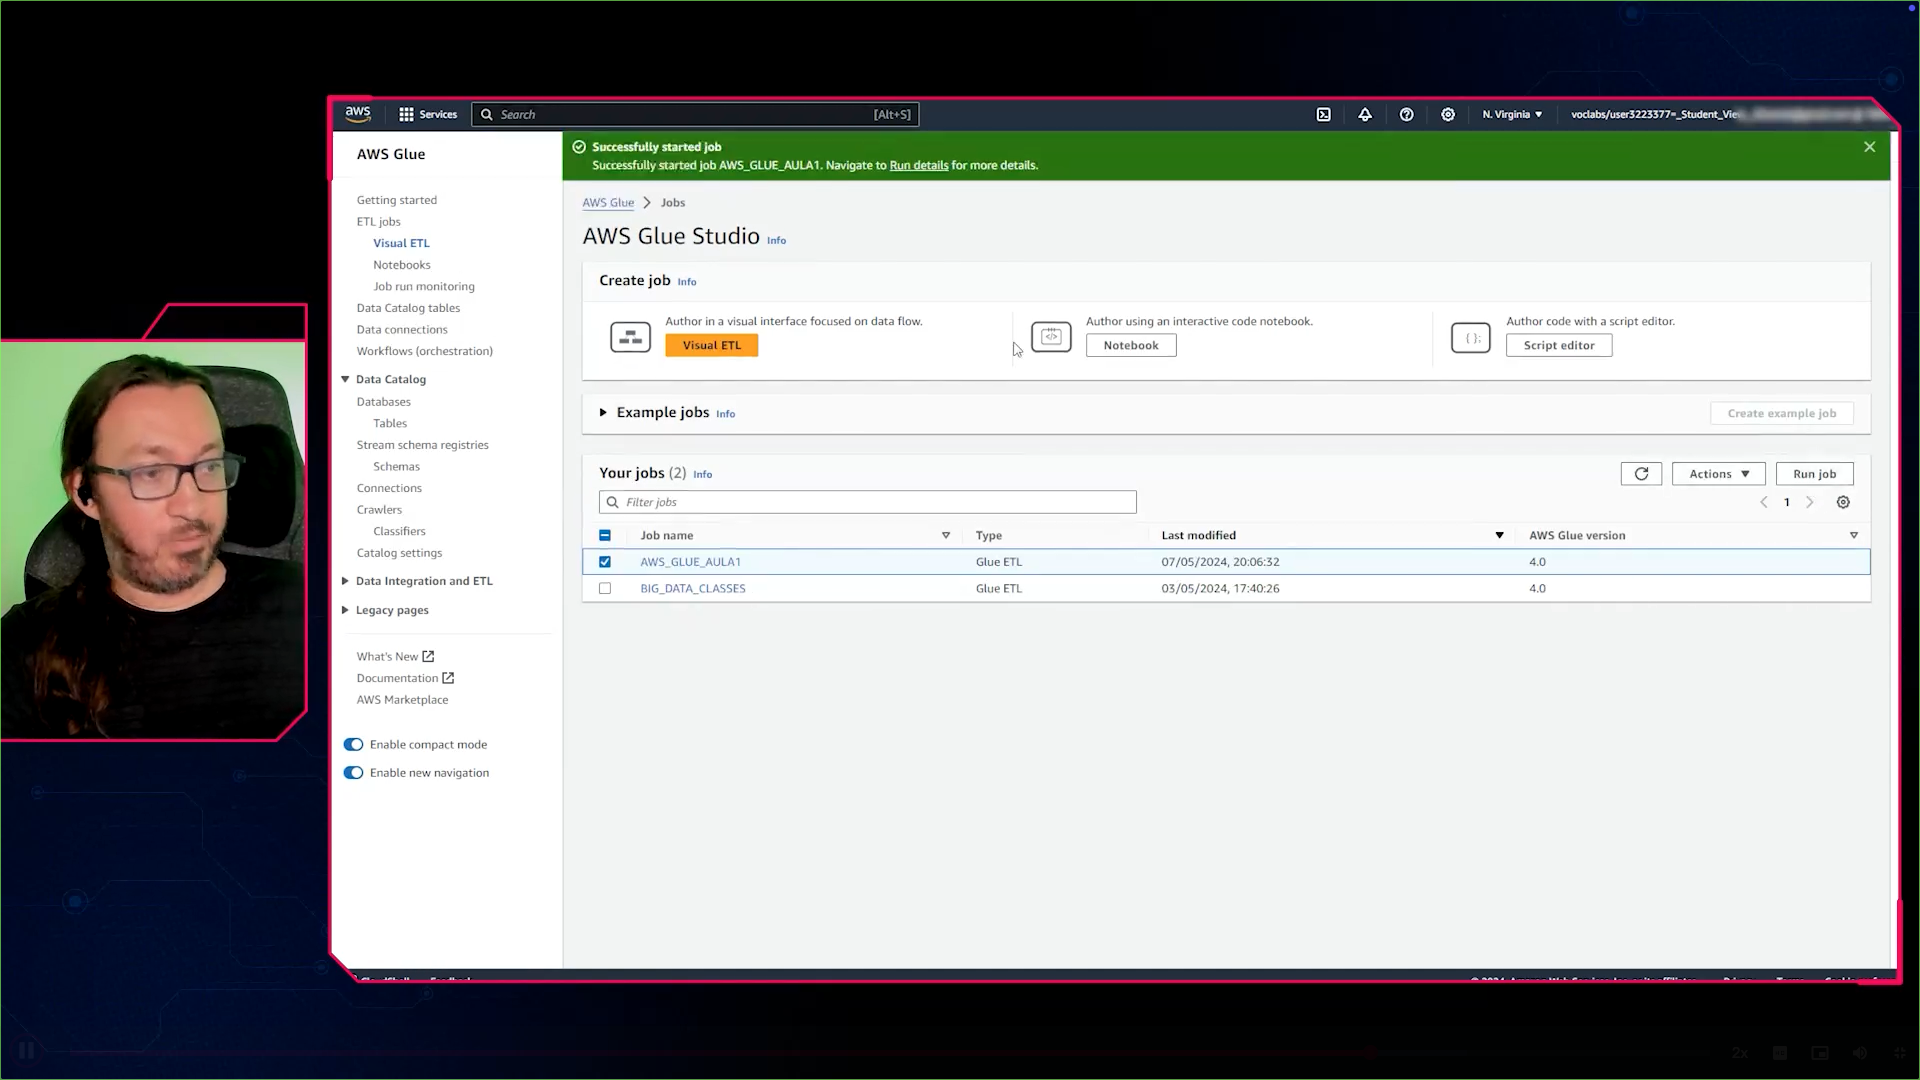 aws
Services
Search
[Alt+S]
N. Virginia
voclabs/user3223377=_Student_Vie
AWS Glue
Getting started
ETL jobs
Visual ETL
Notebooks
Job run monitoring
Data Catalog tables
Data connections
Workflows (orchestration)
Data Catalog
Databases
Tables
Stream schema registries
Schemas
Connections
Crawlers
Classifiers
Catalog settings
Data Integration and ETL
Legacy pages
What's New
Documentation
AWS Marketplace
Enable compact mode
Enable new navigation
Successfully started job
Successfully started job AWS_GLUE_AULA1. Navigate to Run details for more details.
AWS Glue > Jobs
AWS Glue Studio Info
Create job Info
Author in a visual interface focused on data flow.
Visual ETL
Author using an interactive code notebook.
Notebook
Author code with a script editor.
Script editor
Example jobs Info
Create example job
Your jobs (2) Info
Actions
Run job
Filter jobs
1
Job name Type Last modified AWS Glue version
AWS_GLUE_AULA1 Glue ETL 07/05/2024, 20:06:32 4.0
BIG_DATA_CLASSES Glue ETL 03/05/2024, 17:40:26 4.0
2x